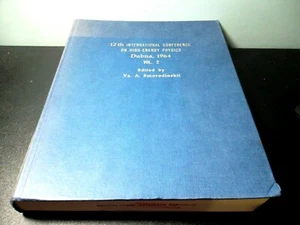 12th INTERNATIONAL CONFERENCE
ON HIGH-ENERGY PHYSICS
Dubna, 1964
VOL. 2
Edited by
Ya. A. Smorodinskii